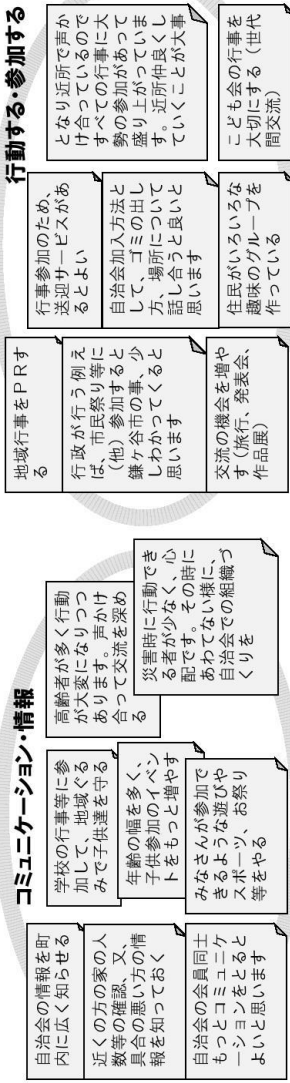 コミュニケーション・情報
自治会の情報を町
内に広く知らせる
近くの方の家の人
数等の確認、又、
具合の悪い方の情
報を知っておく
自治会の会員同士
もっとコミュニケ
ーションをとると
よいと思います
学校の行事等に参
加して、地域ぐる
みで子供達を守る
年齢の幅を多く、
子供参加のイベン
トをもっと増やす
みなさんが参加で
きるような遊びや
スポーツ、お祭り
等をやる
高齢者が多く行動
が大変になりつつ
あります。声かけ
合って交流を深め
る
災害時に行動でき
る者が少なく、心
配です。その時に
あわてない様に、
自治会での組織づ
くりを
行動する・参加する
地域行事をPRす
る
行政が行う例え
ば、市民祭り等に
(他)参加すると
鎌ヶ谷市の事、少
しわかってくると
思います
交流の機会を増や
す(旅行、発表会、
作品展)
行事参加のため、
送迎サービスがあ
るとよい
自治会加入方法と
して、ゴミの出し
方、場所について
話し合うと良いと
思います
住民がいろいろな
趣味のグループを
作っている
となり近所で声か
け合っているので
すべての行事に大
勢の参加があって
盛り上がっていま
す。近所仲良くし
ていくことが大事
こども会の行事を
大切にする(世代
間交流)